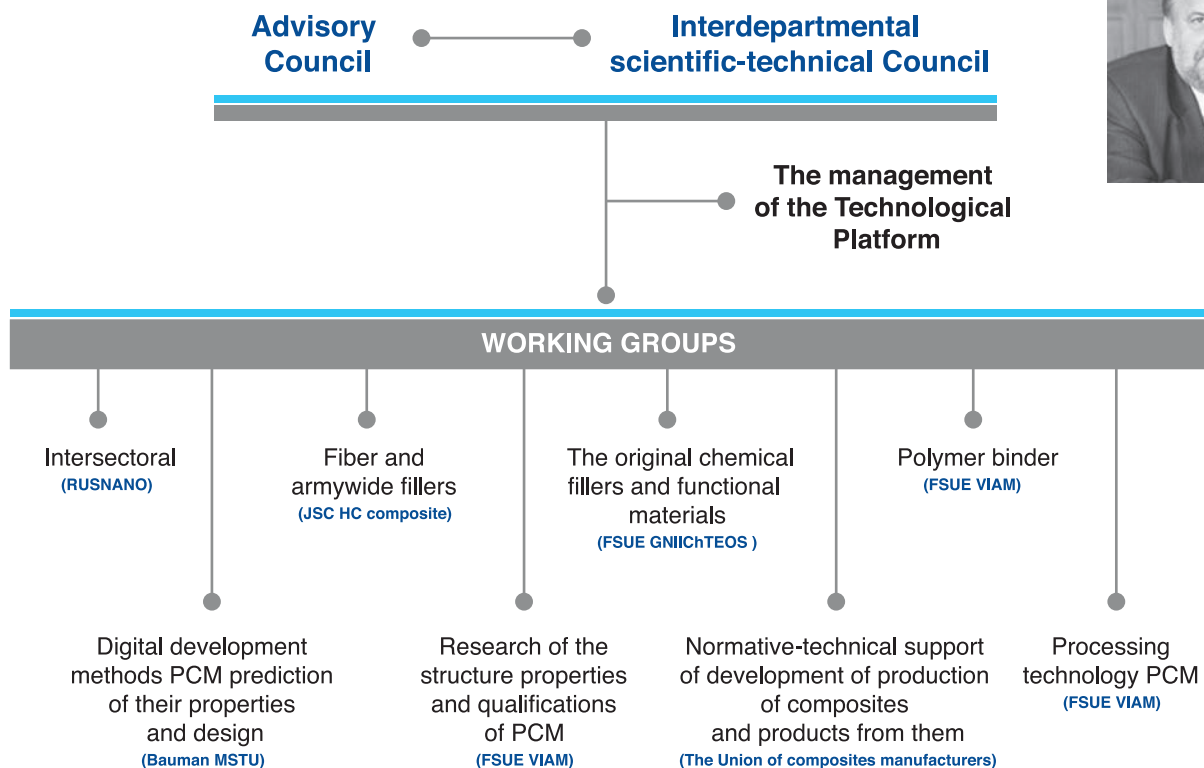 Advisory
Council
Interdepartmental
scientific-technical Council
The management
of the Technological
Platform
WORKING GROUPS
Intersectoral
(RUSNANO)
Fiber and
armywide fillers
(JSC HC composite)
The original chemical
fillers and functional
materials
(FSUE GNIIChTEOS )
Polymer binder
(FSUE VIAM)
Digital development
methods PCM prediction
of their properties
and design
(Bauman MSTU)
Research of the
structure properties
and qualifications
of PCM
(FSUE VIAM)
Normative-technical support
of development of production
of composites
and products from them
(The Union of composites manufacturers)
Processing
technology PCM
(FSUE VIAM)